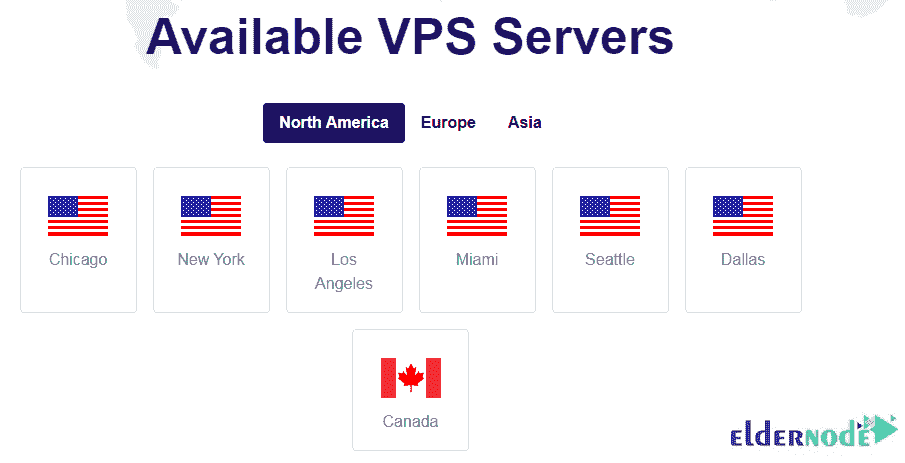 Available VPS Servers
North America Europe Asia
Chicago New York Los Angeles Miami Seattle Dallas
Canada
eldernode